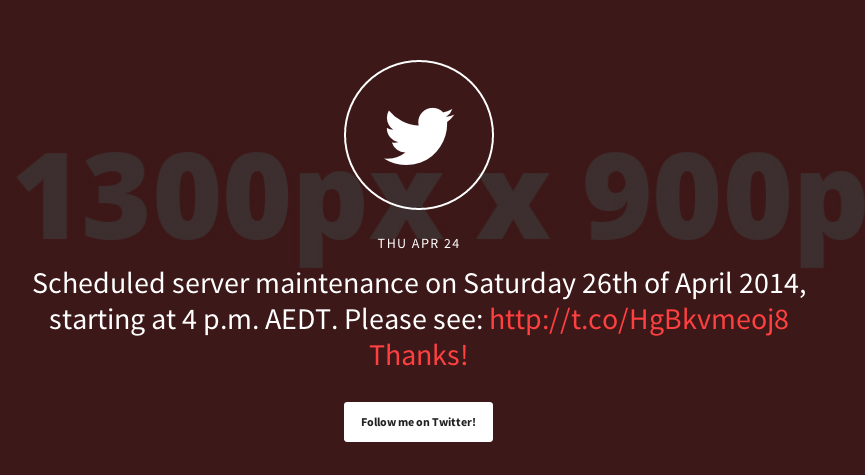 1300px x 900p
THU APR 24
Scheduled server maintenance on Saturday 26th of April 2014,
starting at 4 p.m. AEDT. Please see: http://t.co/HgBkvmeoj8
Thanks!
Follow me on Twitter!